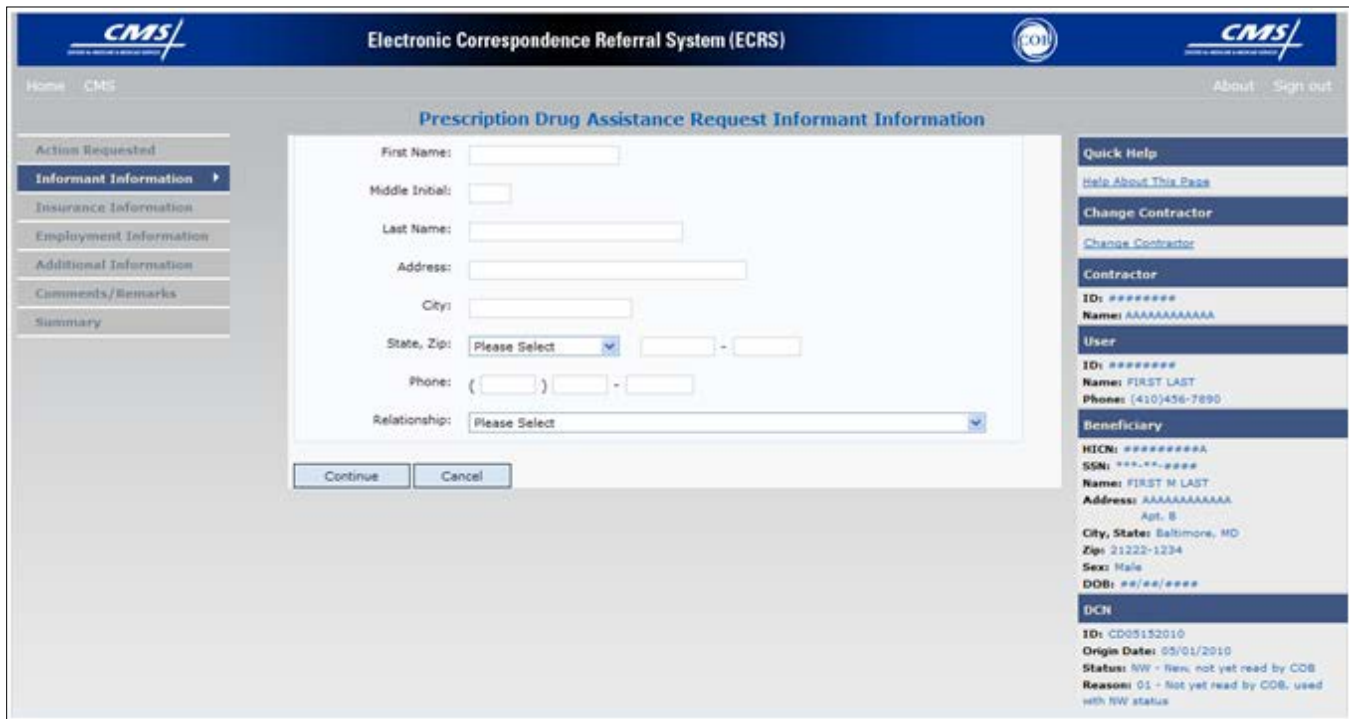 CMS
Electronic Correspondence Referral System (ECRS)
COB
CMS
Home CMS
About Sign out
Prescription Drug Assistance Request Informant Information
Action Requested
Informant Information
Insurance Information
Employment Information
Additional Information
Comments/Remarks
Summary
First Name:
Middle Initial:
Last Name:
Address:
City:
State, Zip: Please Select -
Phone: ( ) -
Relationship: Please Select
Continue Cancel
Quick Help
Help About This Page
Change Contractor
Change Contractor
Contractor
ID: ########
Name: AAAAAAAAAAAA
User
ID: ########
Name: FIRST LAST
Phone: (410)456-7890
Beneficiary
HICN: #########A
SSN: ***-**-####
Name: FIRST M LAST
Address: AAAAAAAAAAAA
Apt. B
City, State: Baltimore, MD
Zip: 21222-1234
Sex: Male
DOB: ##/##/####
DCN
ID: CD05152010
Origin Date: 05/01/2010
Status: NW - New, not yet read by COB
Reason: 01 - Not yet read by COB, used
with NW status